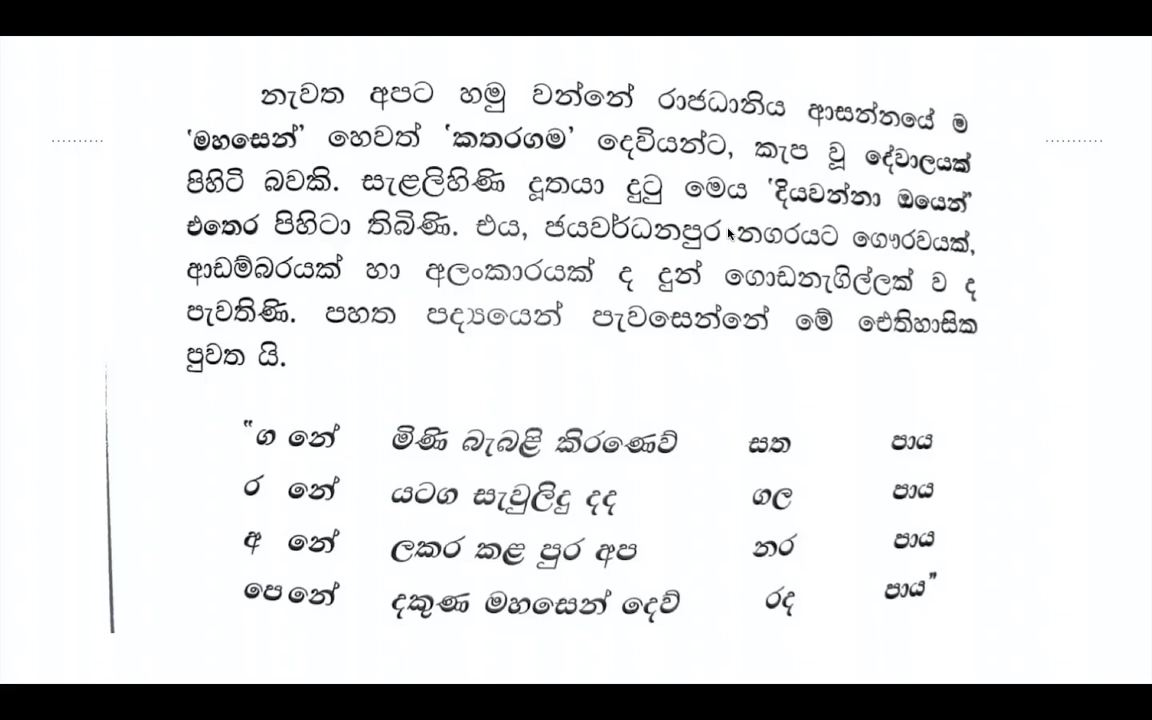 නැවත අපට හමු වන්නේ රාජධානිය ආසන්නයේ ම
‘මහසෙන්’ හෙවත් ‘කතරගම’ දෙවියන්ට, කැප වූ දේවාලයක්
පිහිටි බවකි. සැළලිහිණි දූතයා දුටු මෙය ‘දියවන්නා ඔයෙන්’
එතෙර පිහිටා තිබිණි. එය, ජයවර්ධනපුර නගරයට ගෞරවයක්,
ආඩම්බරයක් හා අලංකාරයක් ද දුන් ගොඩනැගිල්ලක් ව ද
පැවතිණි. පහත පද්‍යයෙන් පැවසෙන්නේ මේ ඓතිහාසික
පුවත යි.
“ග නේ මිණි බැබළි කිරණෙව් සත පාය
ර නේ යටග සැවුලිදු දද ගල පාය
අ නේ ලකර කළ පුර අප නර පාය
පෙනේ දකුණ මහසෙන් දෙව් රද පාය”